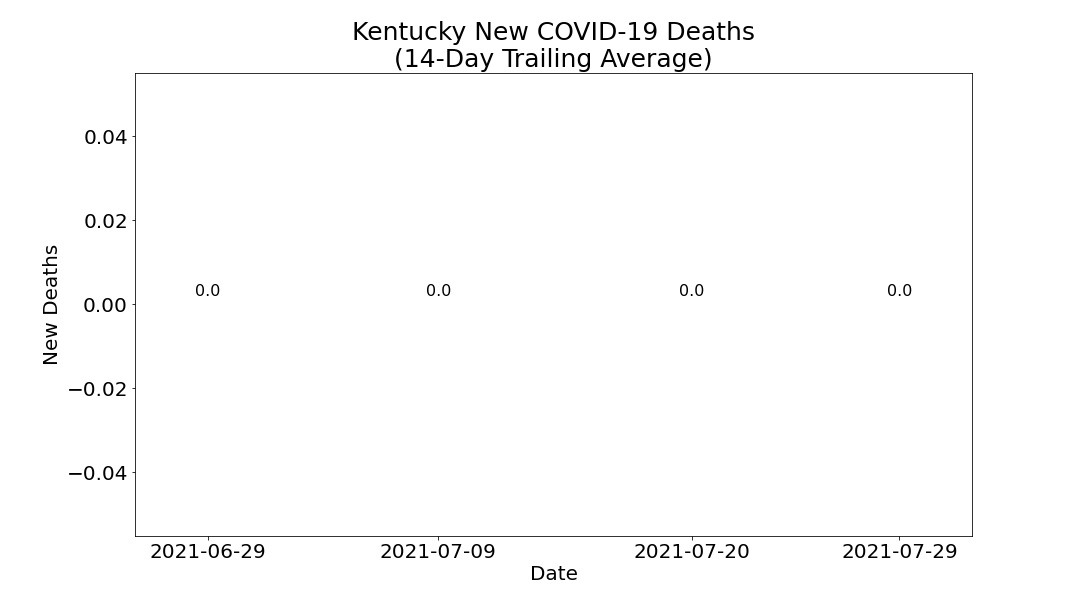 Kentucky New COVID-19 Deaths
(14-Day Trailing Average)
New Deaths
0.04
0.02
0.00
−0.02
−0.04
0.0 0.0 0.0 0.0
2021-06-29 2021-07-09 2021-07-20 2021-07-29
Date